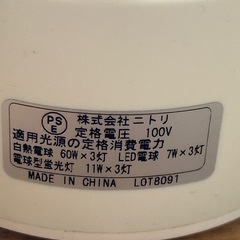 PS
E
株式会社ニトリ
定格電圧 100V
適用光源の定格消費電力
白熱電球 60W×3灯 LED電球 7W×3灯
電球型蛍光灯 11W×3灯
MADE IN CHINA LOT8091